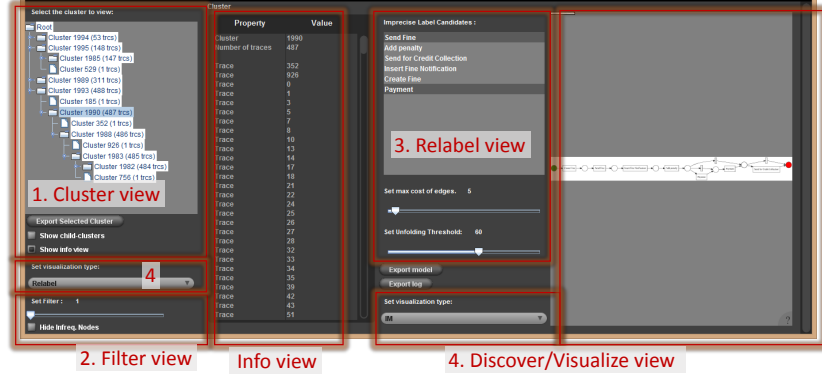 Select the cluster to view:
Root
Cluster 1994 (53 trcs)
Cluster 1995 (148 trcs)
Cluster 1985 (147 trcs)
Cluster 529 (1 trcs)
Cluster 1989 (311 trcs)
Cluster 1993 (488 trcs)
Cluster 185 (1 trcs)
Cluster 1990 (487 trcs)
Cluster 352 (1 trcs)
Cluster 1988 (486 trcs)
Cluster 926 (1 trcs)
Cluster 1983 (485 trcs)
Cluster 1982 (484 trcs)
Cluster 756 (1 trcs)
1. Cluster view
Export Selected Cluster
Show child-clusters
Show info view
Set visualization type:
4
Relabel
Set Filter : 1
Hide Infreq. Nodes
2. Filter view
Cluster
Property Value
Cluster 1990
Number of traces 487
Trace 352
Trace 926
Trace 0
Trace 1
Trace 3
Trace 5
Trace 7
Trace 8
Trace 10
Trace 13
Trace 14
Trace 17
Trace 18
Trace 21
Trace 22
Trace 24
Trace 25
Trace 26
Trace 27
Trace 28
Trace 32
Trace 33
Trace 34
Trace 35
Trace 39
Trace 42
Trace 43
Trace 51
Info view
Imprecise Label Candidates :
Send Fine
Add penalty
Send for Credit Collection
Insert Fine Notification
Create Fine
Payment
3. Relabel view
Set max cost of edges. 5
Set Unfolding Threshold: 60
Export model
Export log
Set visualization type:
IM
4. Discover/Visualize view
?